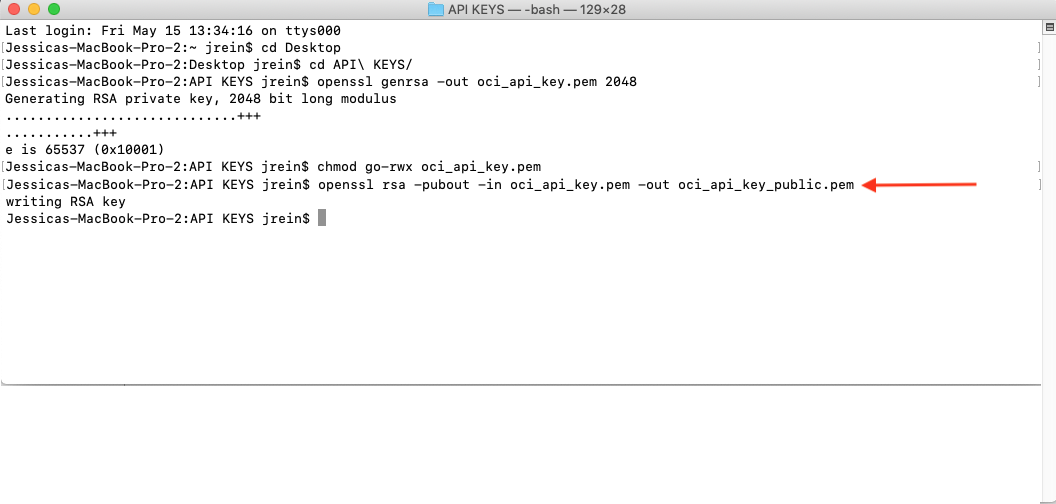 API KEYS — -bash — 129×28
Last login: Fri May 15 13:34:16 on ttys000
[Jessicas-MacBook-Pro-2:~ jrein$ cd Desktop ]
[Jessicas-MacBook-Pro-2:Desktop jrein$ cd API\ KEYS/ ]
[Jessicas-MacBook-Pro-2:API KEYS jrein$ openssl genrsa -out oci_api_key.pem 2048 ]
Generating RSA private key, 2048 bit long modulus
.............................+++
...........+++
e is 65537 (0x10001)
[Jessicas-MacBook-Pro-2:API KEYS jrein$ chmod go-rwx oci_api_key.pem ]
[Jessicas-MacBook-Pro-2:API KEYS jrein$ openssl rsa -pubout -in oci_api_key.pem -out oci_api_key_public.pem ]
writing RSA key
Jessicas-MacBook-Pro-2:API KEYS jrein$